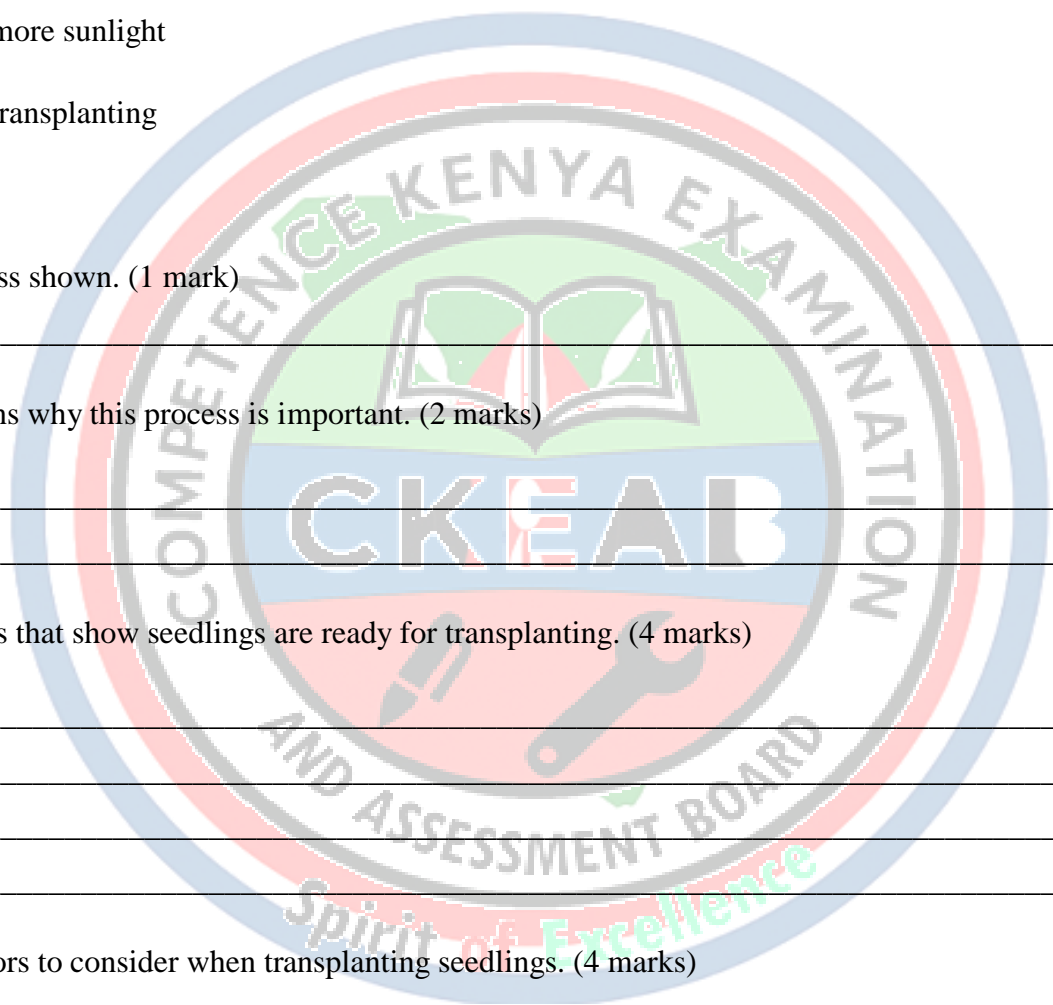 more sunlight
ransplanting
ss shown. (1 mark)
ns why this process is important. (2 marks)
s that show seedlings are ready for transplanting. (4 marks)
ors to consider when transplanting seedlings. (4 marks)
COMPETENCE KENYA EXAMINATION
CKEAB
AND ASSESSMENT BOARD
Spirit of Excellence